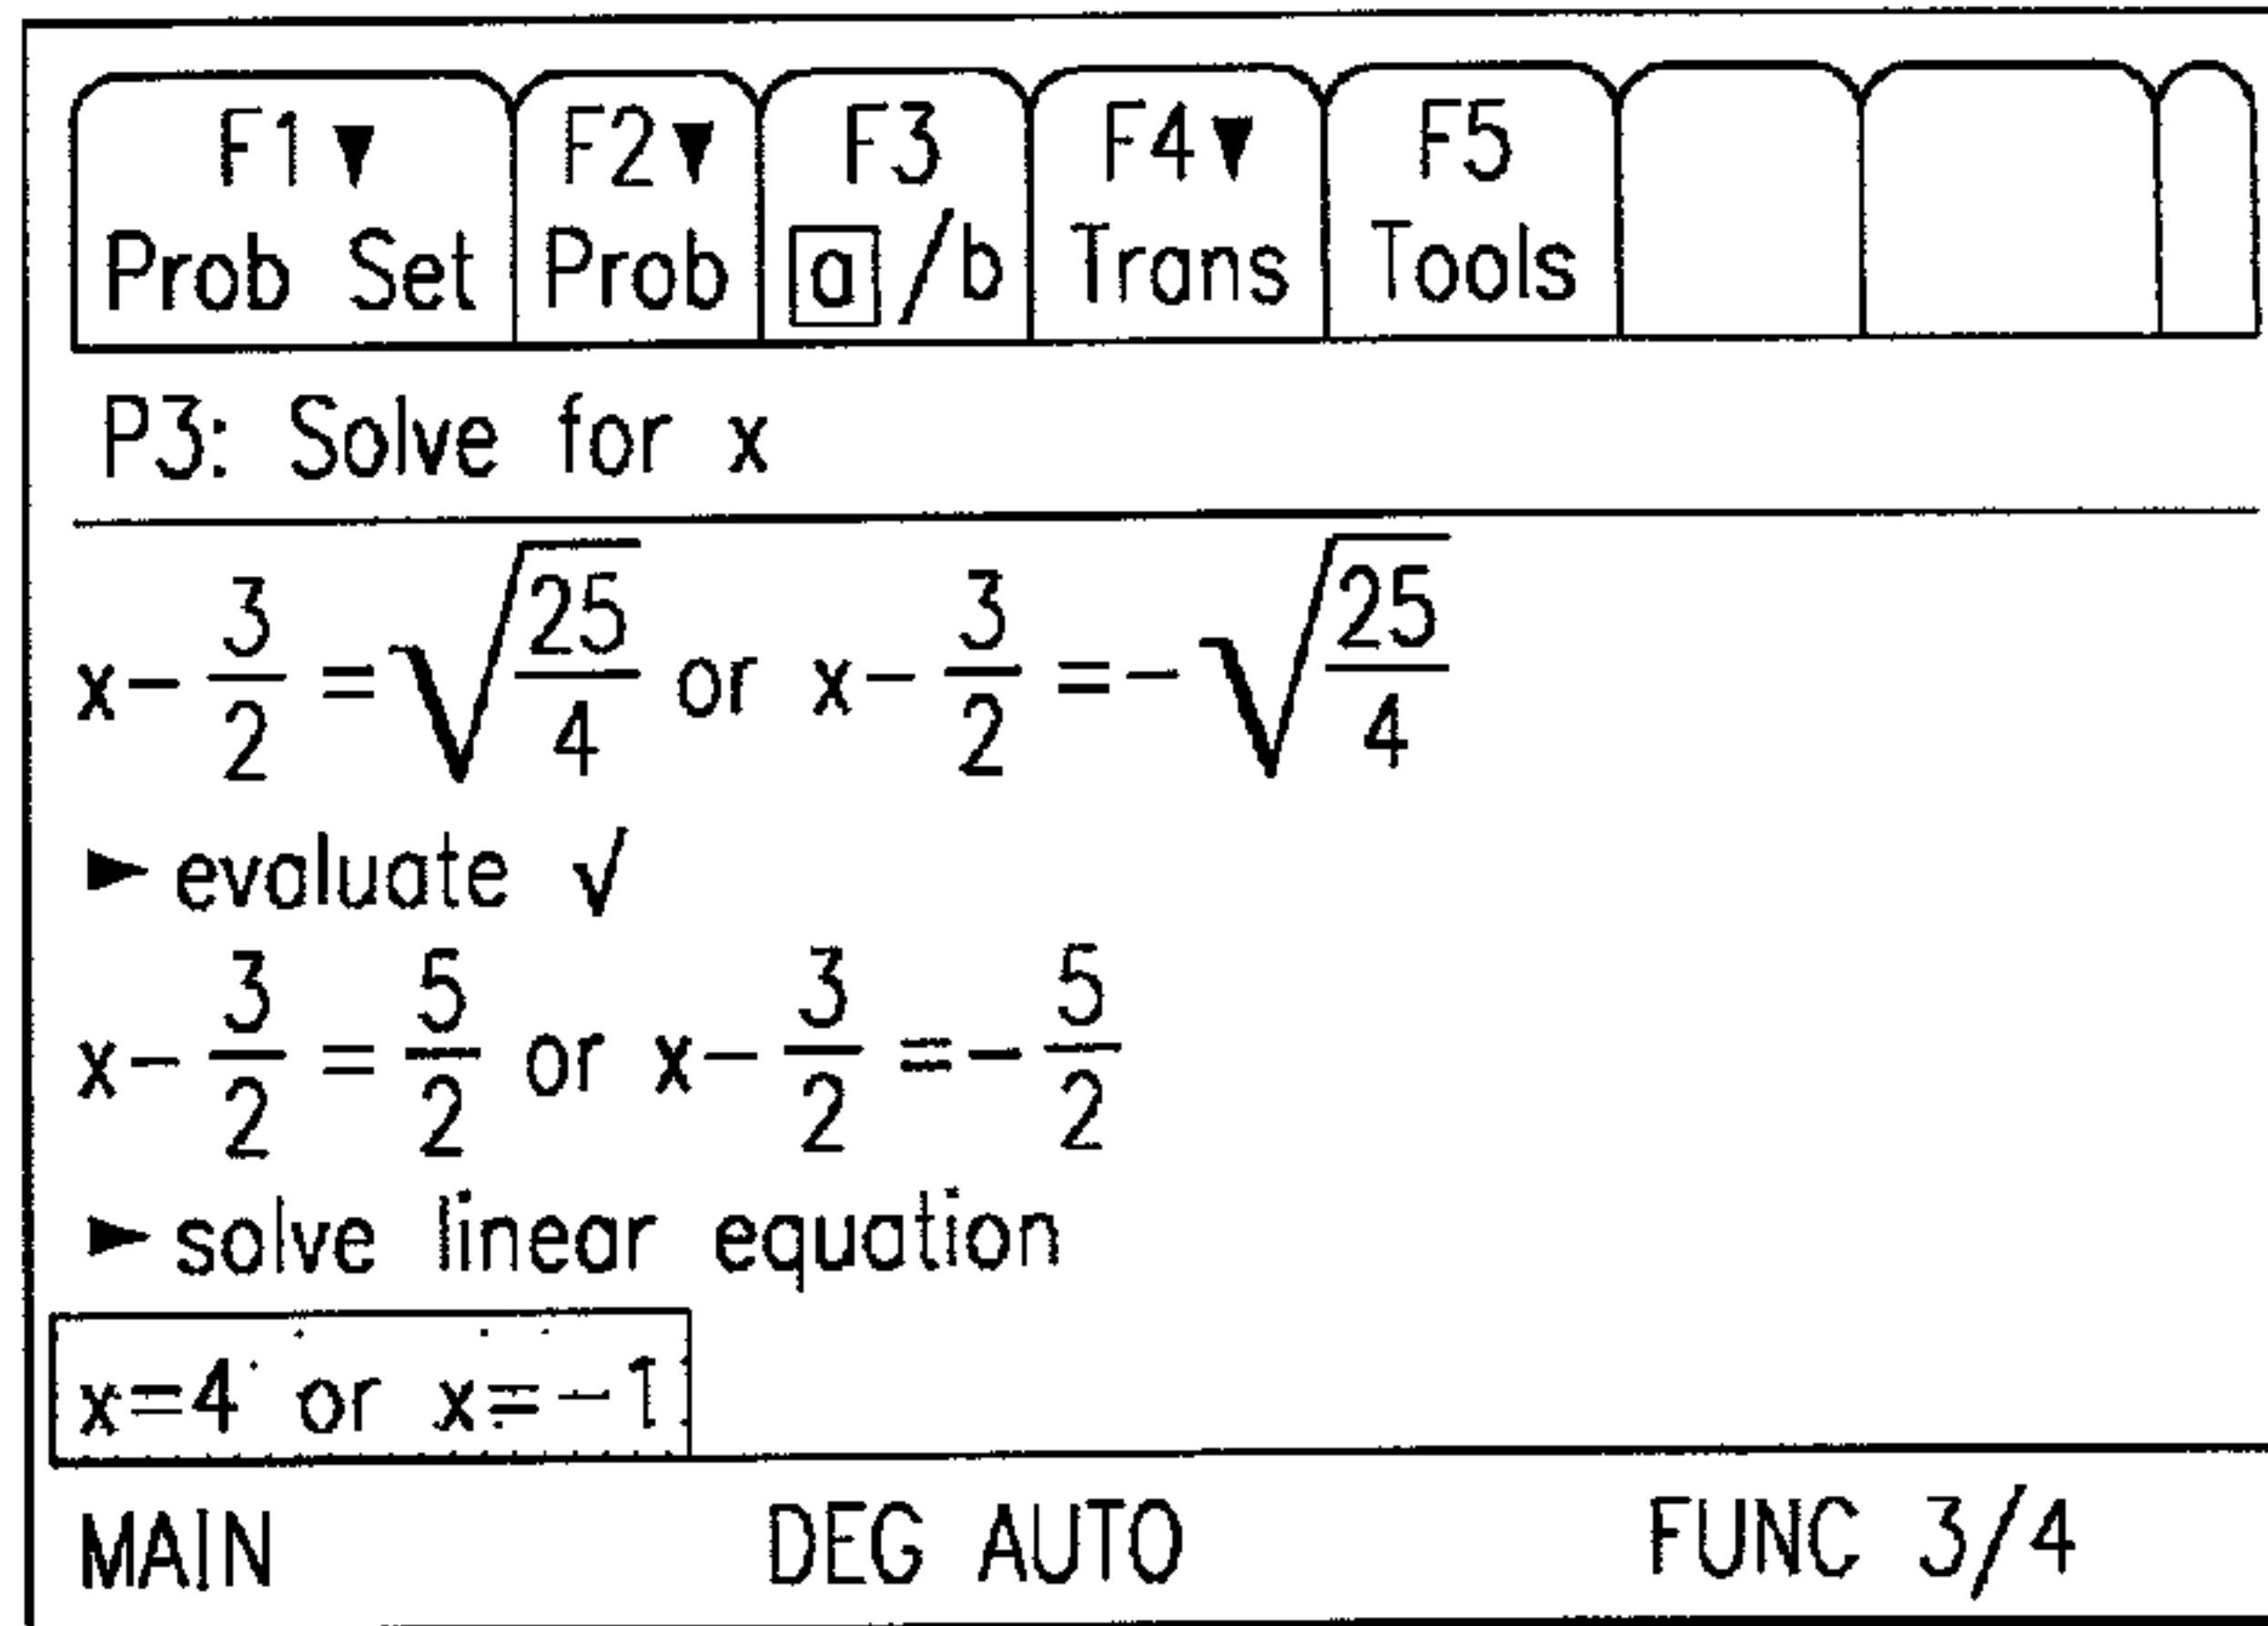 F1▼ F2▼ F3 F4▼ F5
Prob Set Prob a/b Trans Tools
P3: Solve for x
x-3/2=√(25/4) or x-3/2=-√(25/4)
►evaluate √
x-3/2=5/2 or x-3/2=-5/2
►solve linear equation
x=4 or x=-1
MAIN DEG AUTO FUNC 3/4